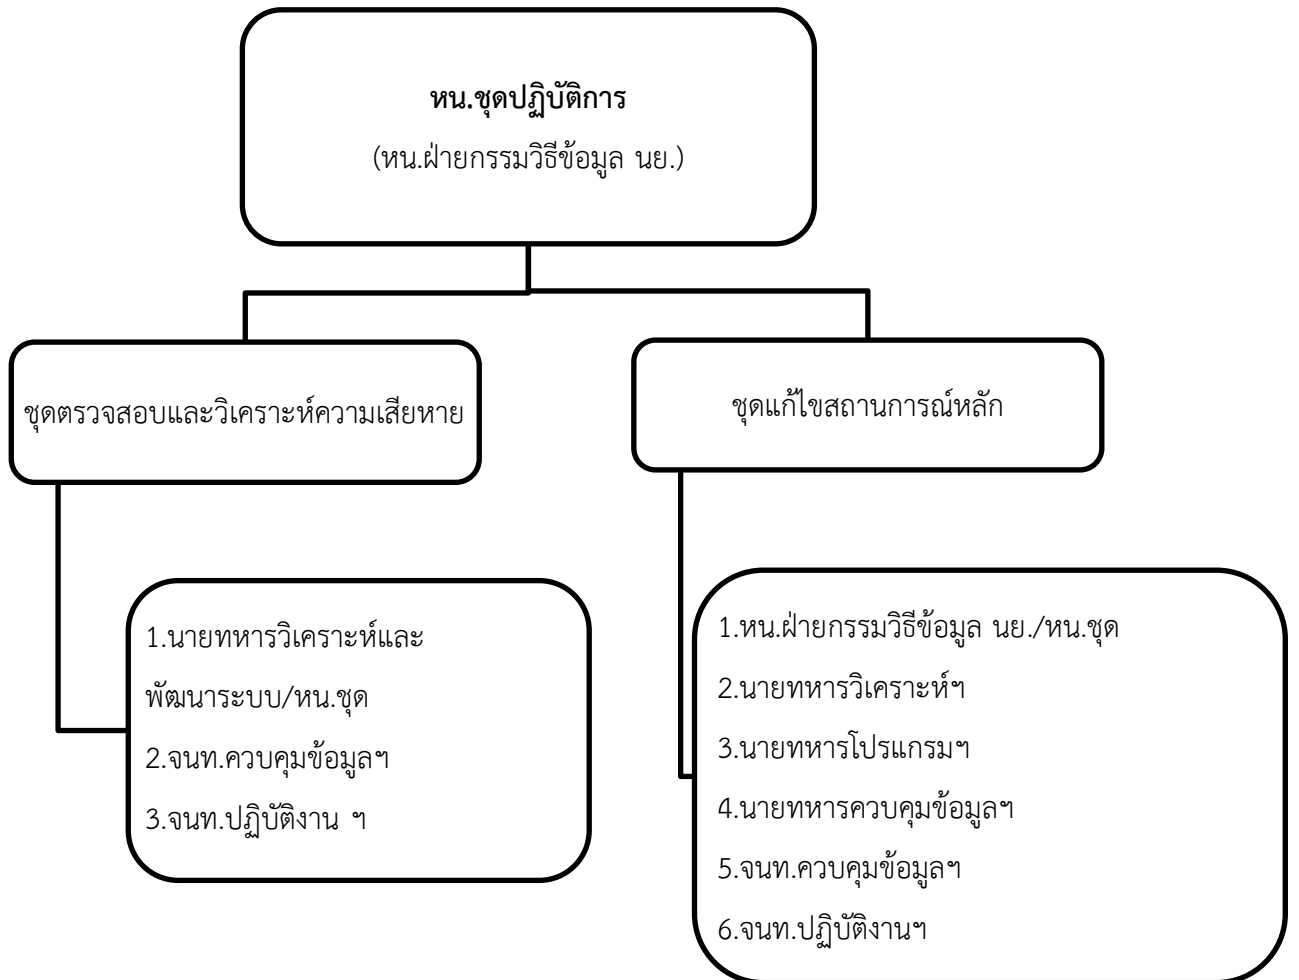 หน.ชุดปฏิบัติการ
(หน.ฝ่ายกรรมวิธีข้อมูล นย.)
ชุดตรวจสอบและวิเคราะห์ความเสียหาย
ชุดแก้ไขสถานการณ์หลัก
1.นายทหารวิเคราะห์และ
พัฒนาระบบ/หน.ชุด
2.จนท.ควบคุมข้อมูลฯ
3.จนท.ปฏิบัติงาน ฯ
1.หน.ฝ่ายกรรมวิธีข้อมูล นย./หน.ชุด
2.นายทหารวิเคราะห์ฯ
3.นายทหารโปรแกรมฯ
4.นายทหารควบคุมข้อมูลฯ
5.จนท.ควบคุมข้อมูลฯ
6.จนท.ปฏิบัติงานฯ